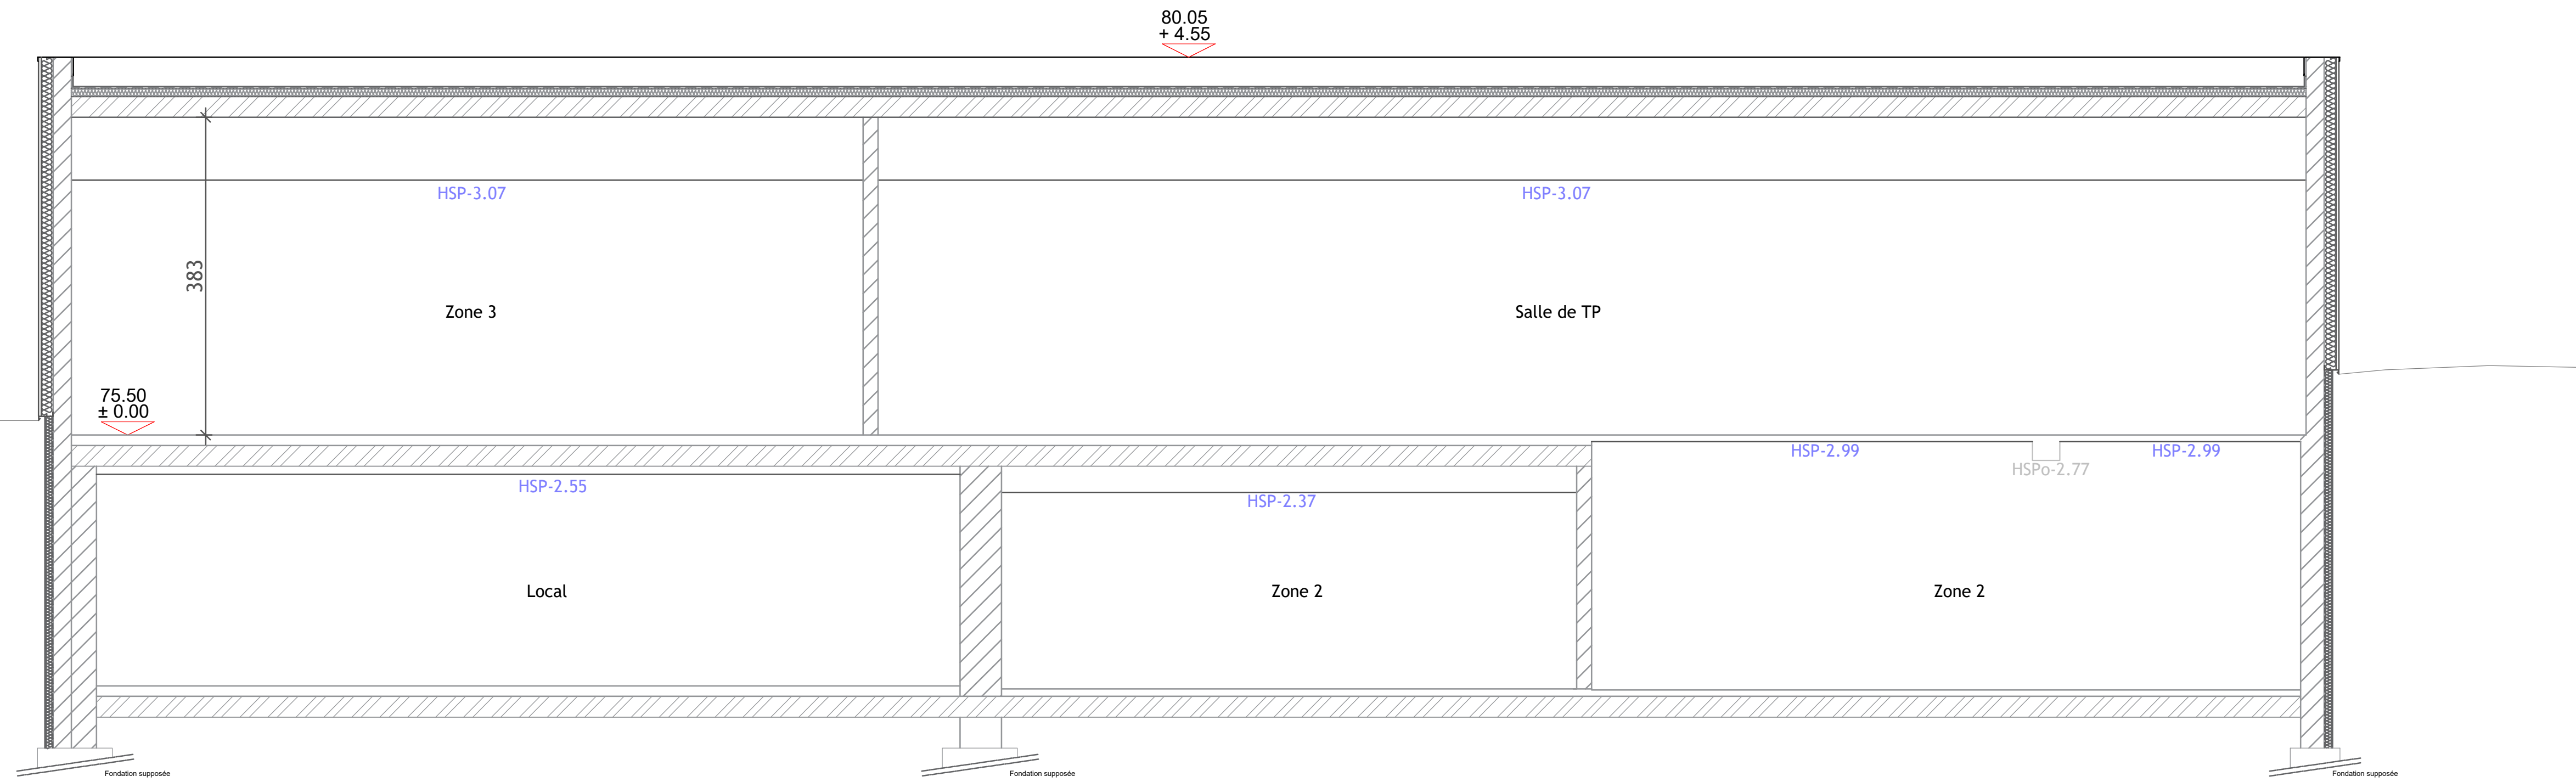 80.05
+ 4.55
HSP-3.07
HSP-3.07
383
Zone 3
Salle de TP
75.50
± 0.00
HSP-2.99
HSP-2.99
HSPo-2.77
HSP-2.55
HSP-2.37
Local
Zone 2
Zone 2
Fondation supposée
Fondation supposée
Fondation supposée